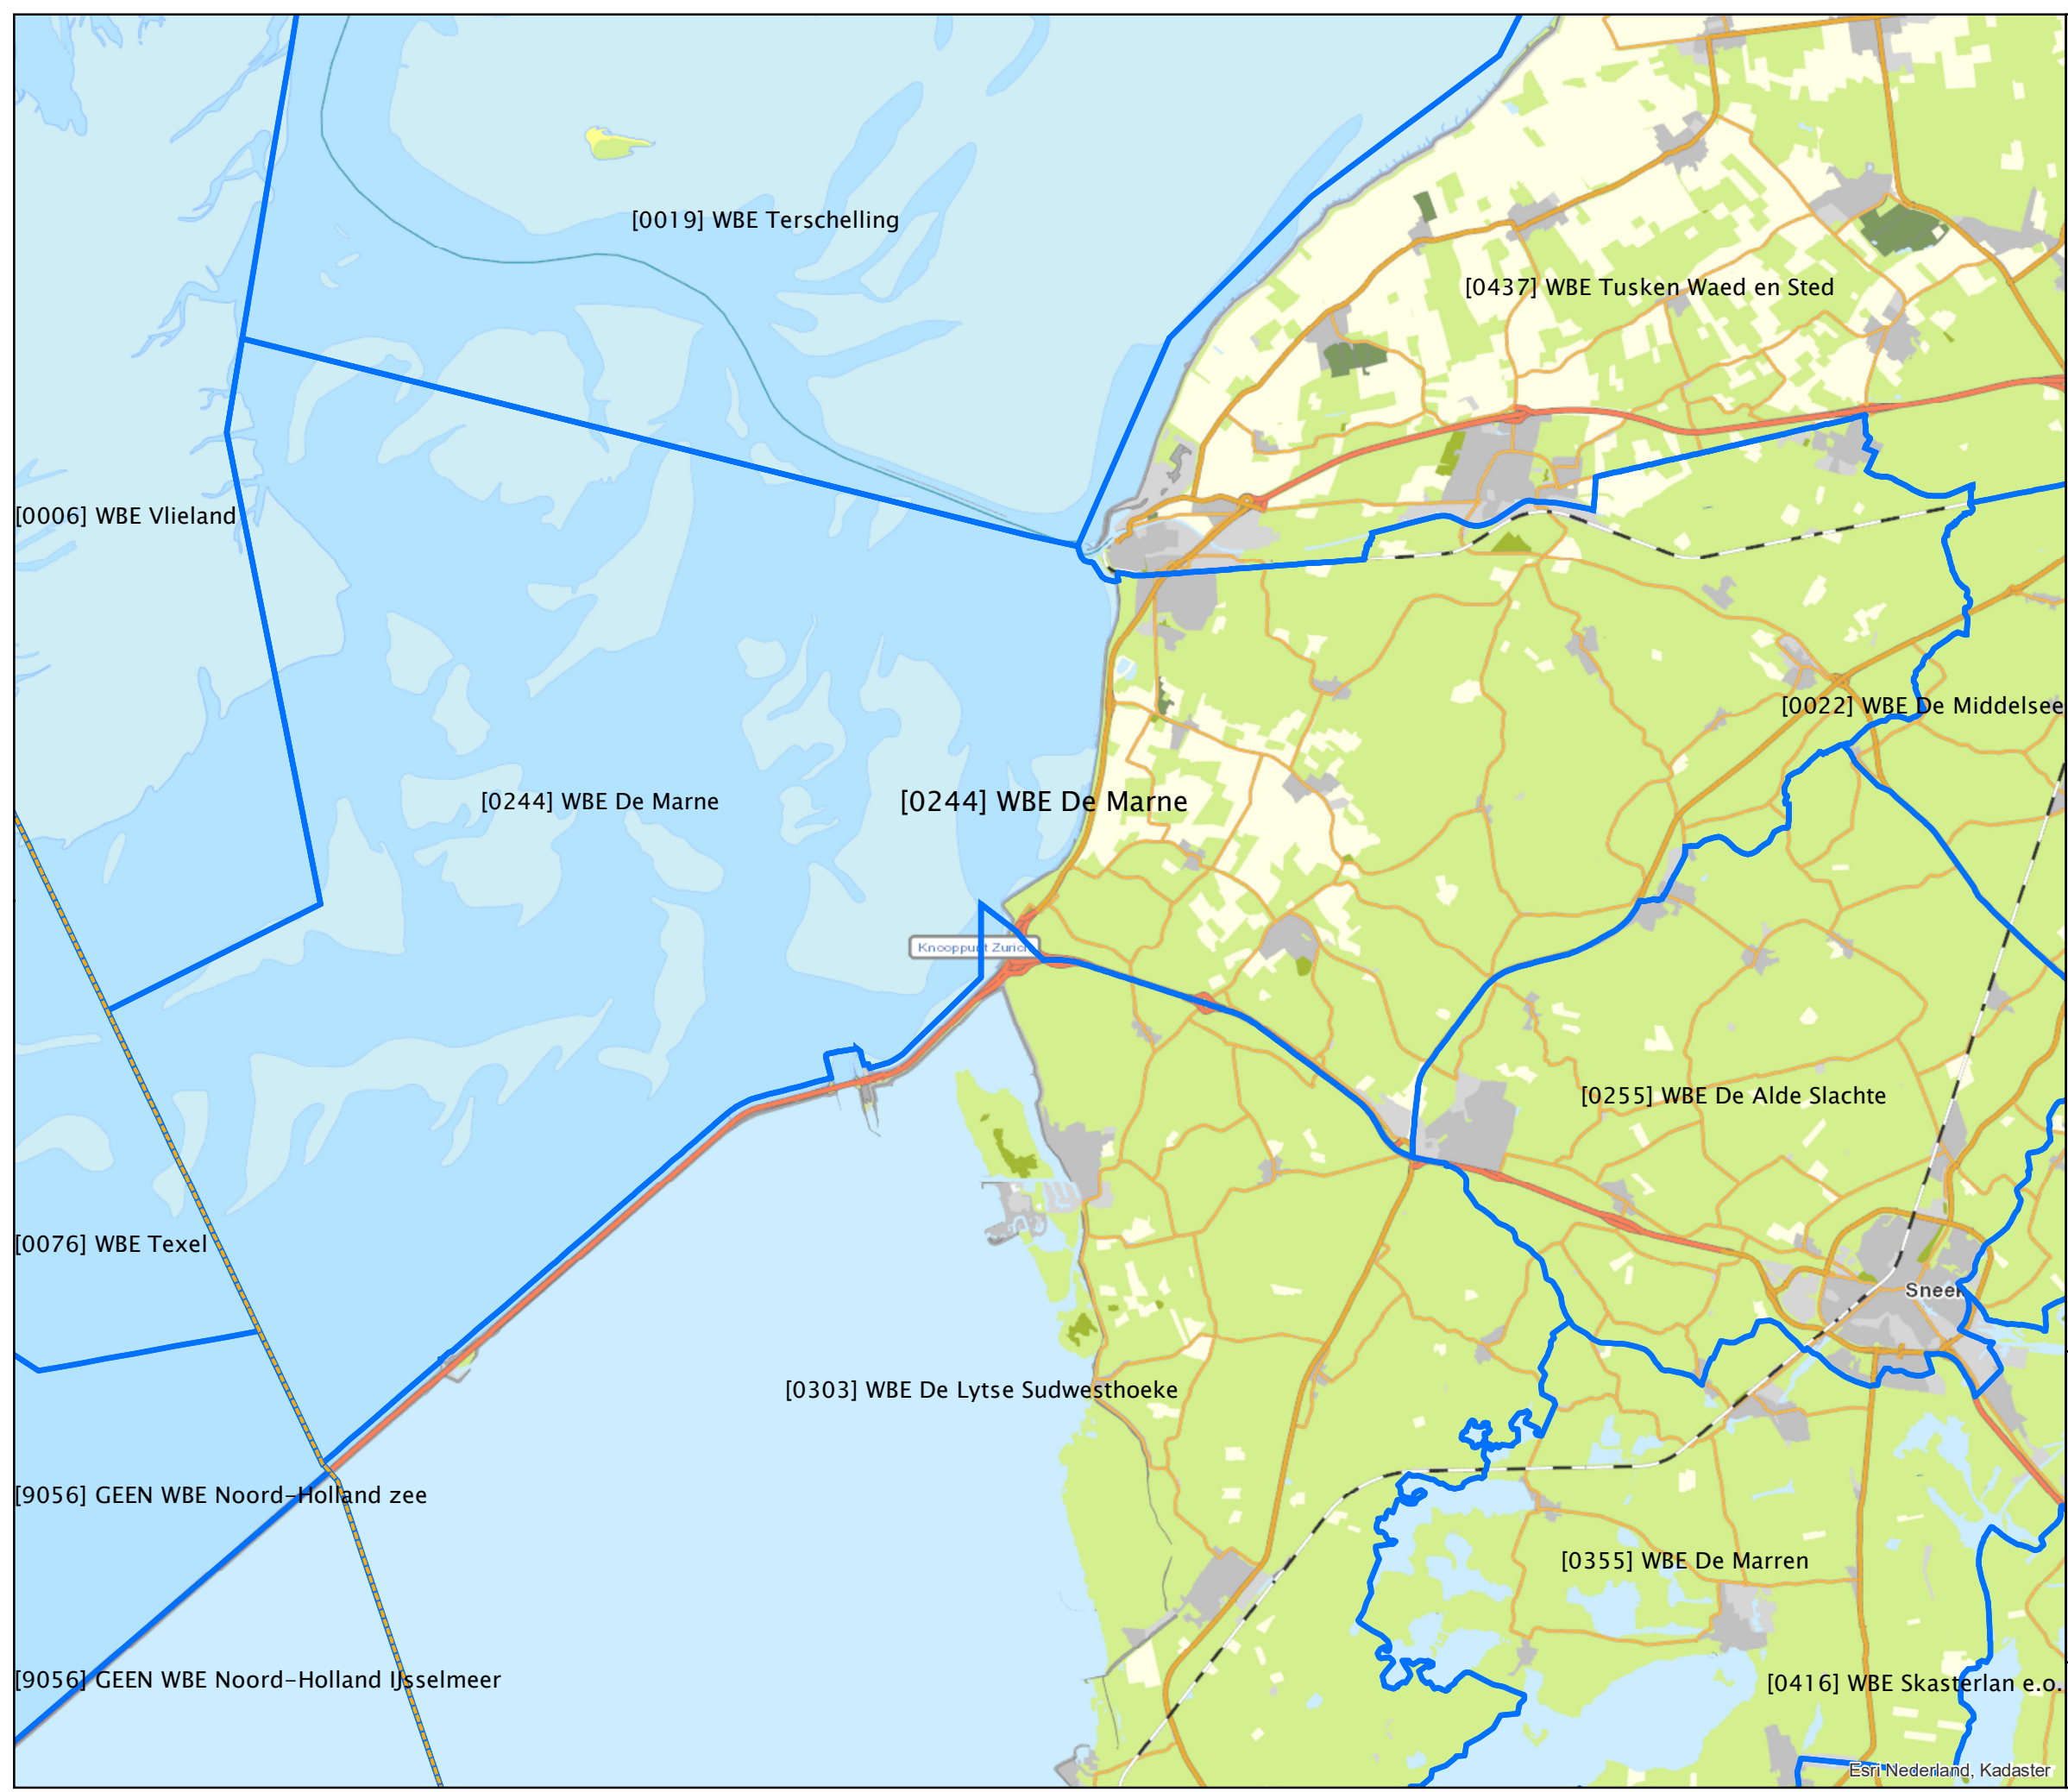 [0019] WBE Terschelling
[0437] WBE Tusken Waed en Sted
[0006] WBE Vlieland
[0022] WBE De Middelsee
[0244] WBE De Marne
[0244] WBE De Marne
Knooppunt Zurich
[0255] WBE De Alde Slachte
[0076] WBE Texel
Sneek
[0303] WBE De Lytse Sudwesthoeke
[9056] GEEN WBE Noord-Holland zee
[0355] WBE De Marren
[9056] GEEN WBE Noord-Holland IJsselmeer
[0416] WBE Skasterlan e.o.
Esri Nederland, Kadaster